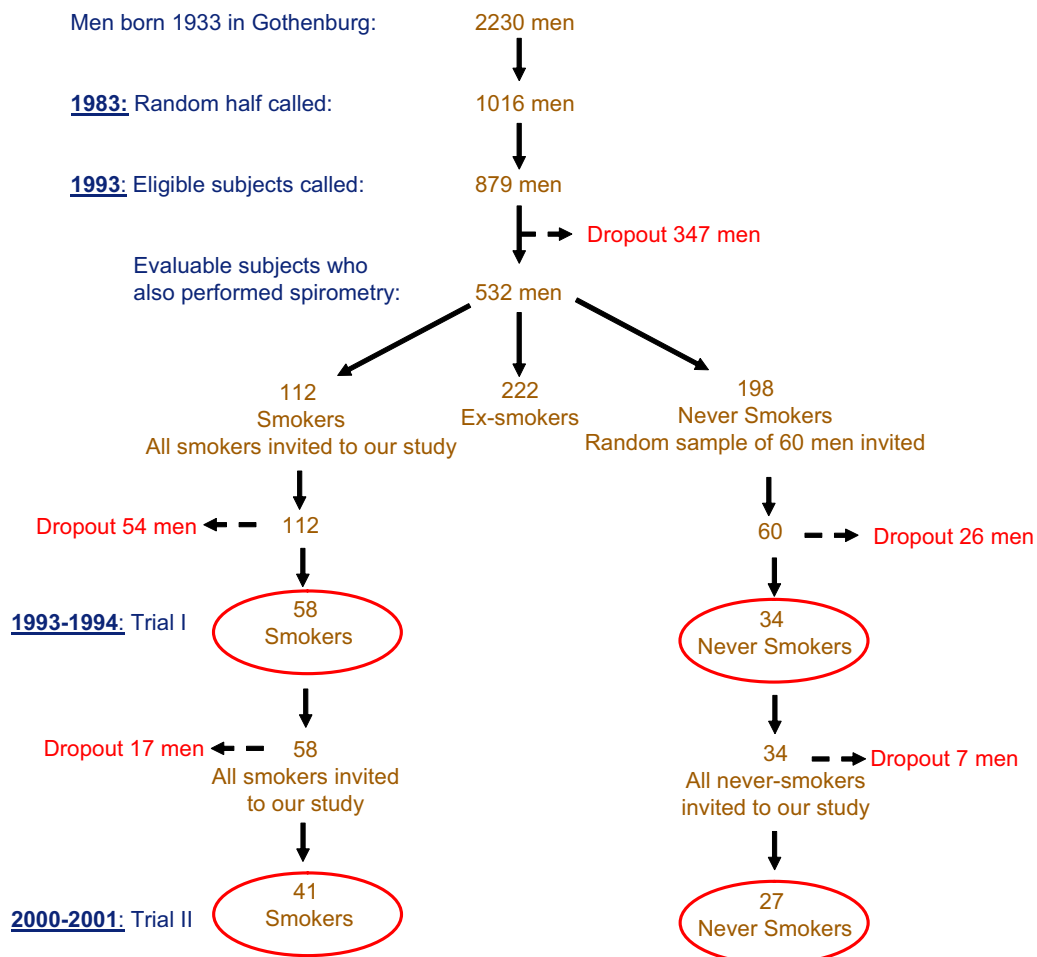 Men born 1933 in Gothenburg: 2230 men
1983: Random half called: 1016 men
1993: Eligible subjects called: 879 men
Dropout 347 men
Evaluable subjects who
also performed spirometry: 532 men
112
Smokers
All smokers invited to our study
222
Ex-smokers
198
Never Smokers
Random sample of 60 men invited
Dropout 54 men 112
60 Dropout 26 men
1993-1994: Trial I
58
Smokers
34
Never Smokers
Dropout 17 men 58
All smokers invited
to our study
34 Dropout 7 men
All never-smokers
invited to our study
2000-2001: Trial II
41
Smokers
27
Never Smokers